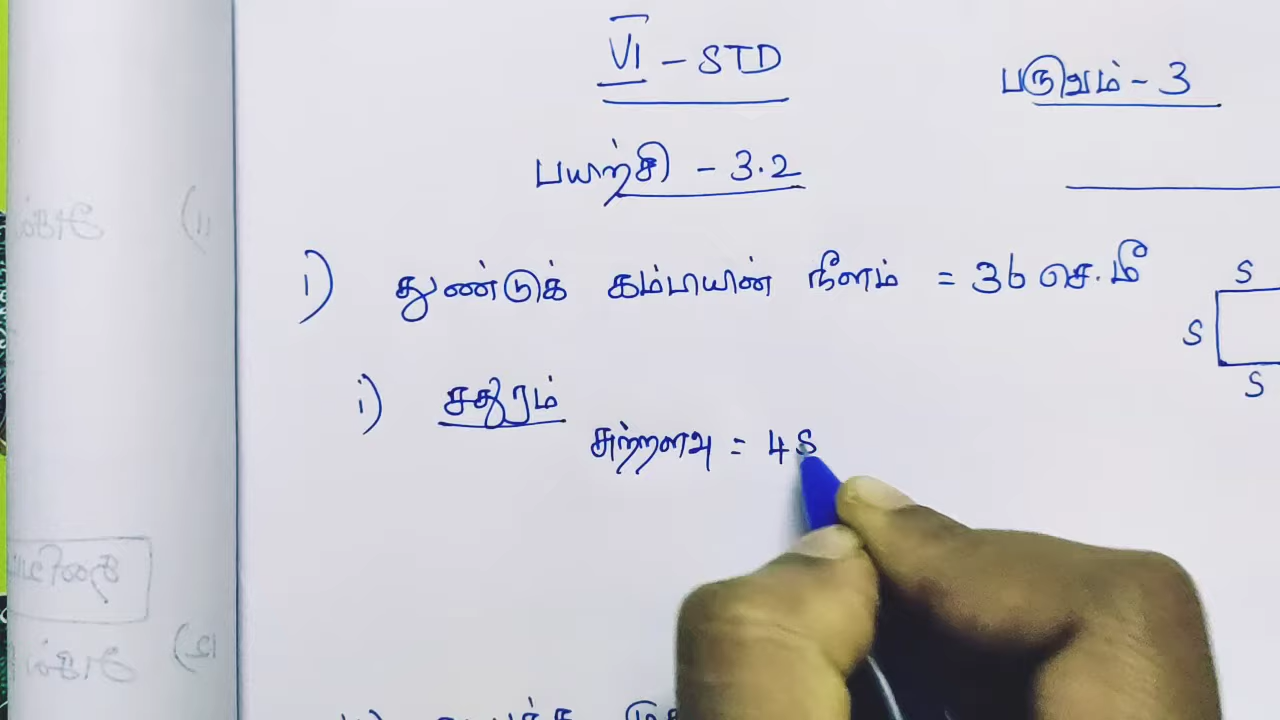 VI - STD
பருவம் - 3
பயிற்சி - 3.2
1) துண்டுக் கம்பியின் நீளம் = 36 செ.மீ
S
S
S
i) சதுரம்
சுற்றளவு = 4S